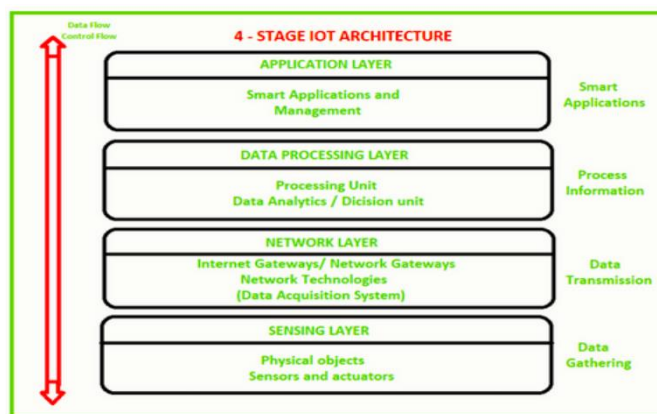 Data Flow
Control Flow
4 - STAGE IOT ARCHITECTURE
APPLICATION LAYER
Smart Applications and
Management
Smart
Applications
DATA PROCESSING LAYER
Processing Unit
Data Analytics / Dicision unit
Process
Information
NETWORK LAYER
Internet Gateways/ Network Gateways
Network Technologies
(Data Acquisition System)
Data
Transmission
SENSING LAYER
Physical objects
Sensors and actuators
Data
Gathering